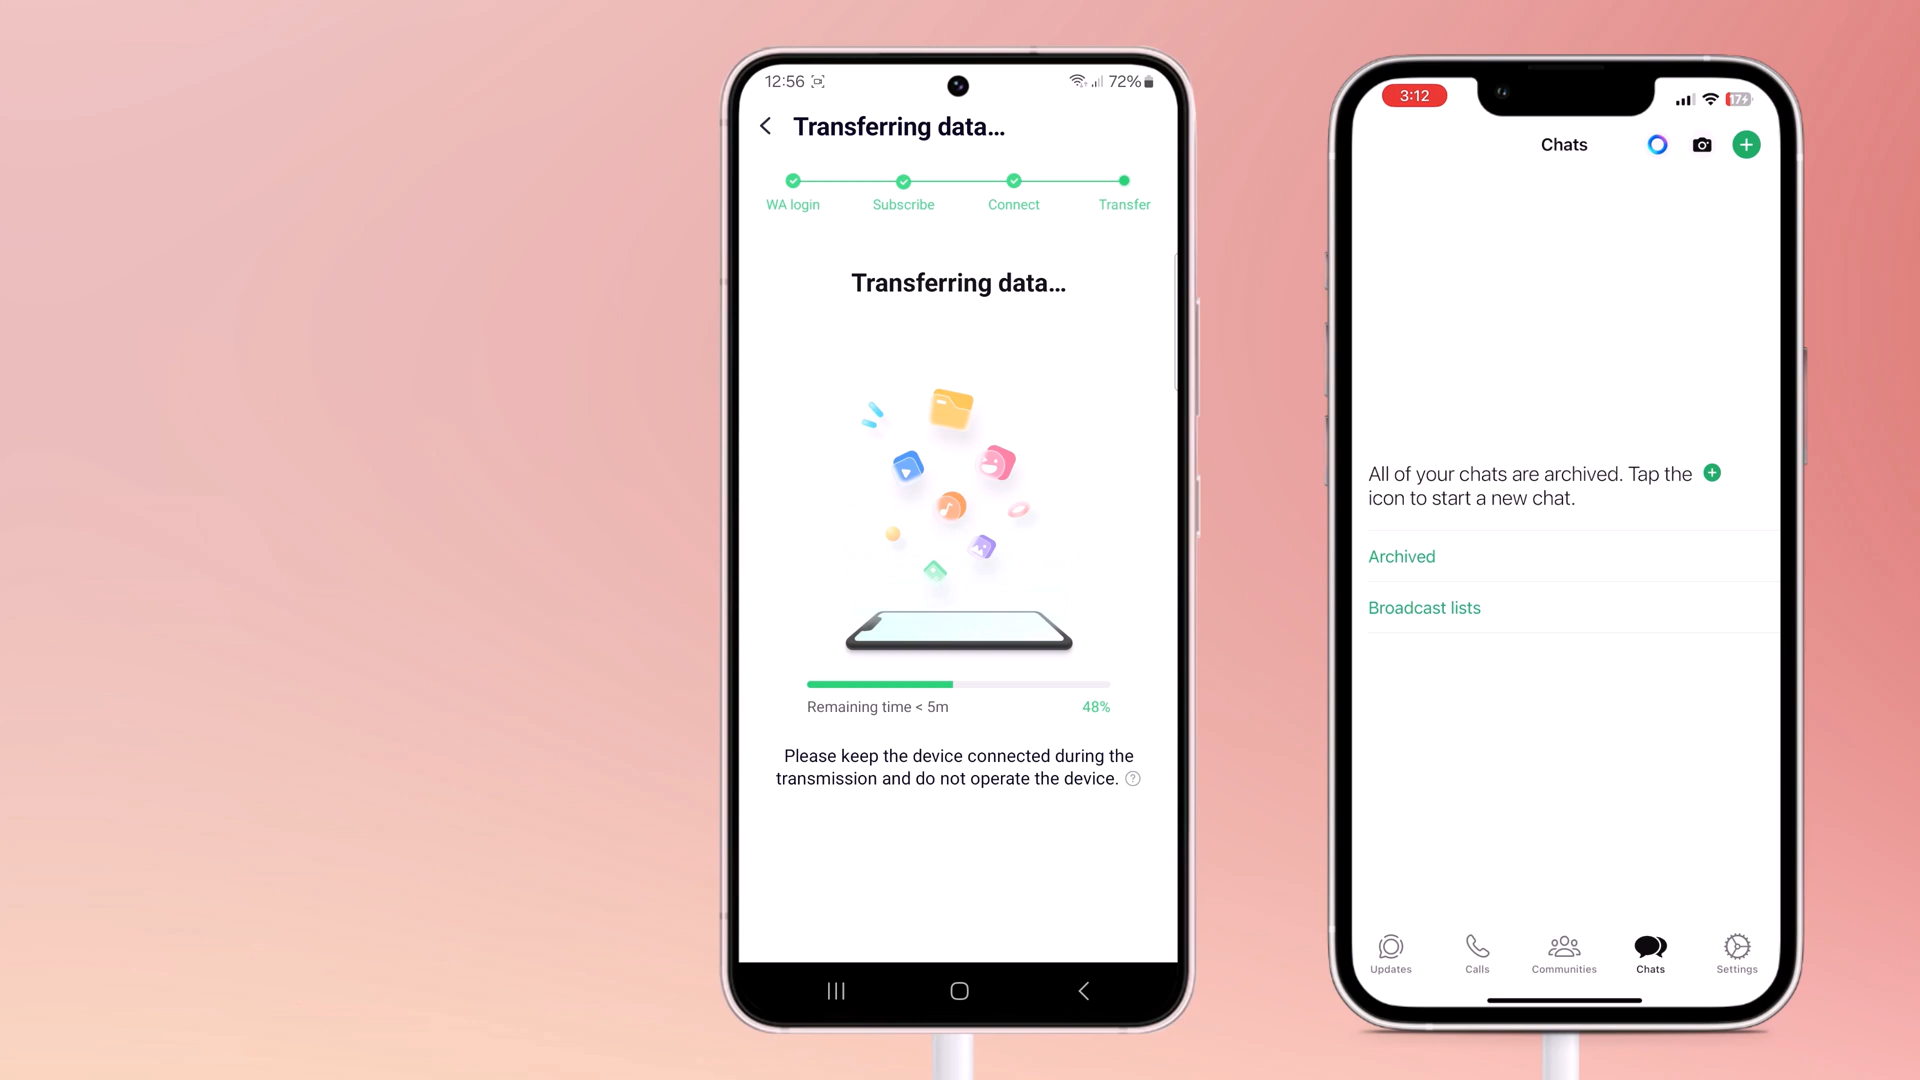 12:56
72%
Transferring data...
WA login
Subscribe
Connect
Transfer
Transferring data...
Remaining time < 5m
48%
Please keep the device connected during the
transmission and do not operate the device. ?
3:12
17
Chats
All of your chats are archived. Tap the
icon to start a new chat.
Archived
Broadcast lists
Updates
Calls
Communities
Chats
Settings